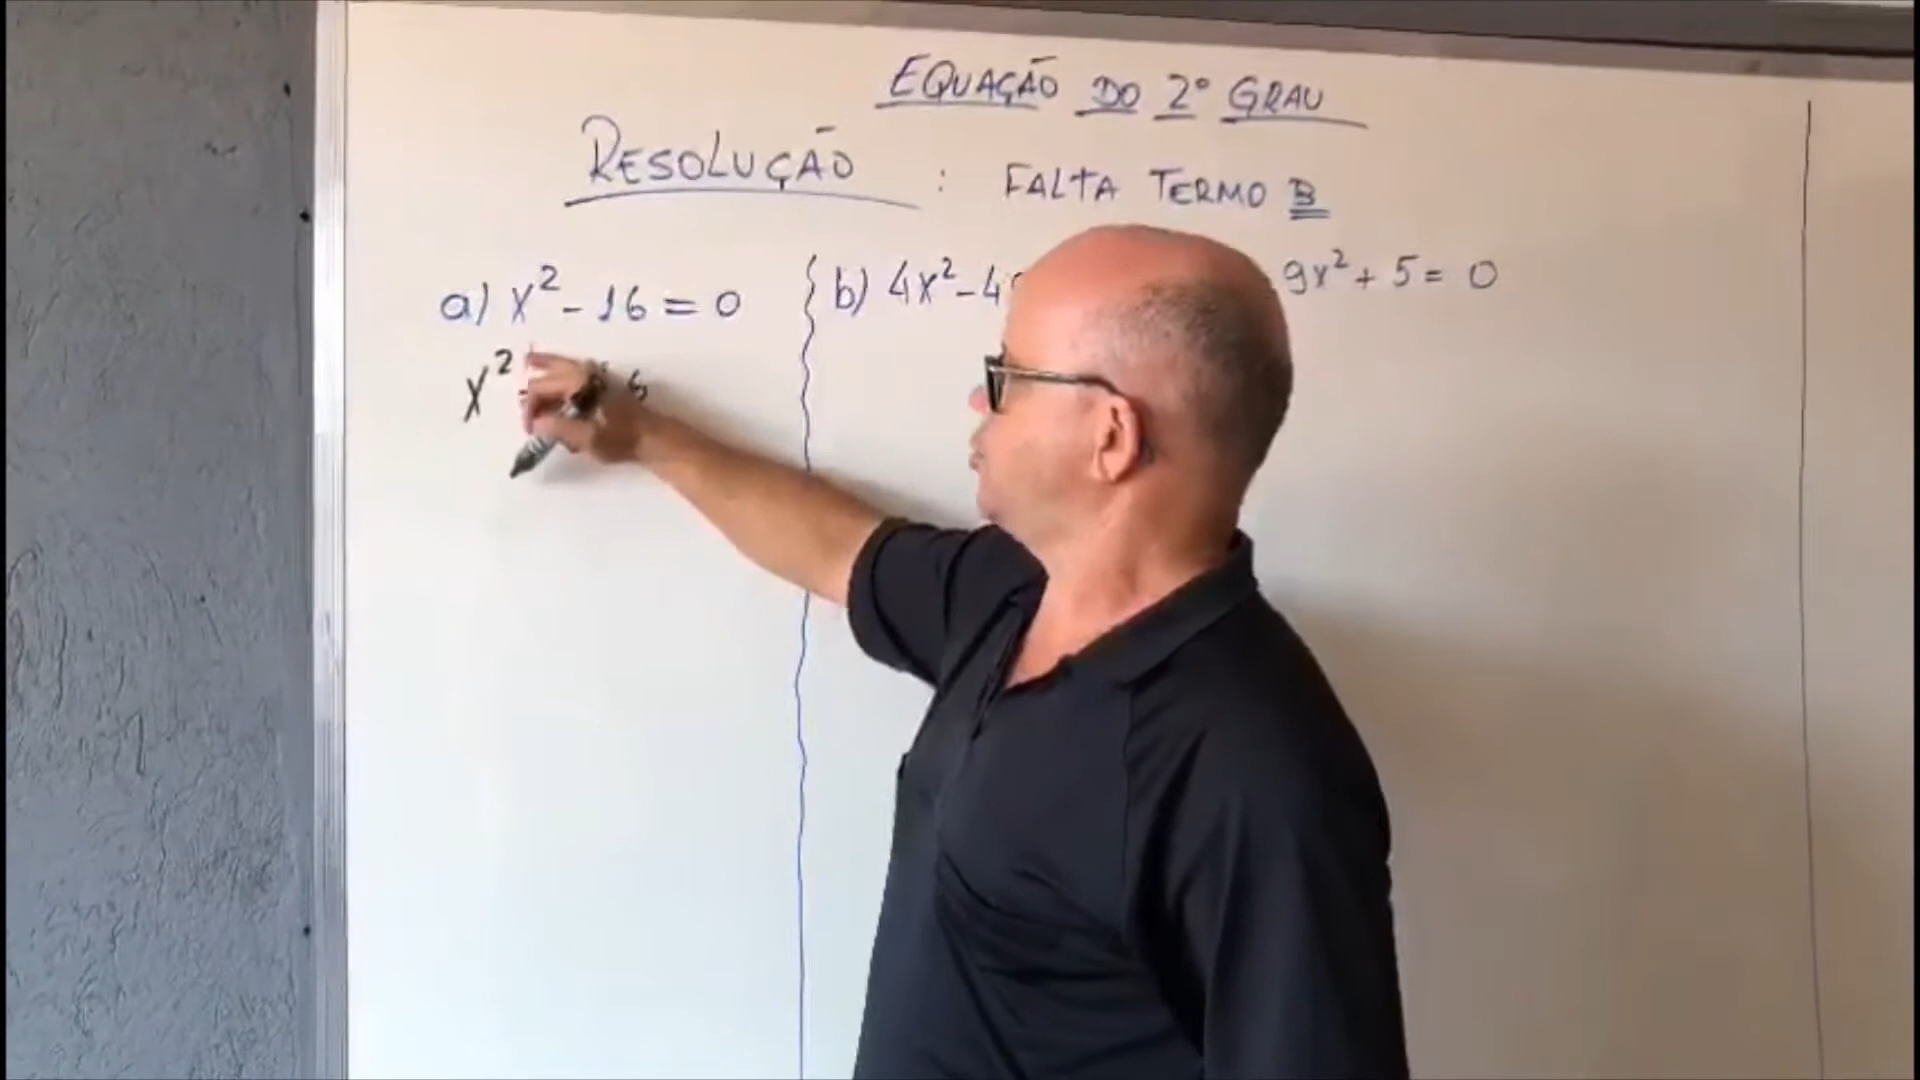 EQUAÇÃO DO 2º GRAU
RESOLUÇÃO : FALTA TERMO B
a) x² - 16 = 0
b) 4x² - 4
9x² + 5 = 0
x²